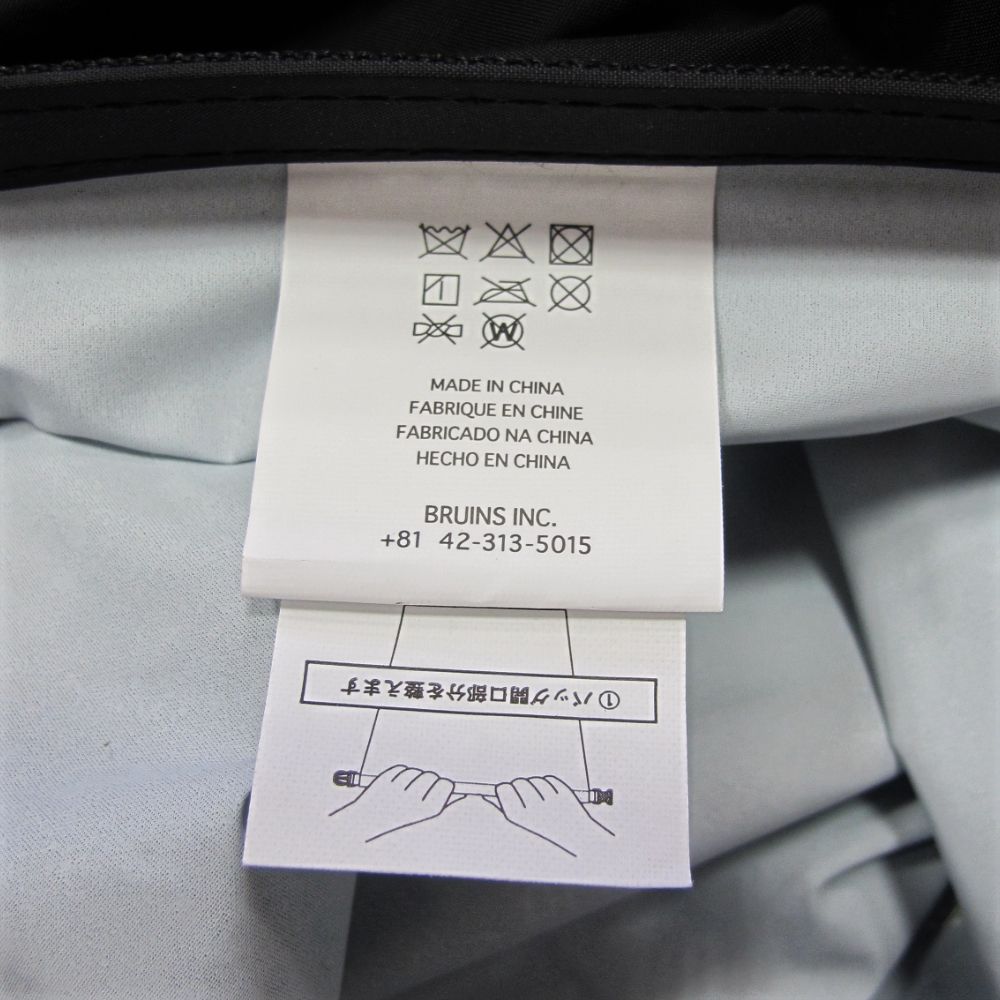 W
MADE IN CHINA
FABRIQUE EN CHINE
FABRICADO NA CHINA
HECHO EN CHINA
BRUINS INC.
+81 42-313-5015
①バッグ開口部分を整えます